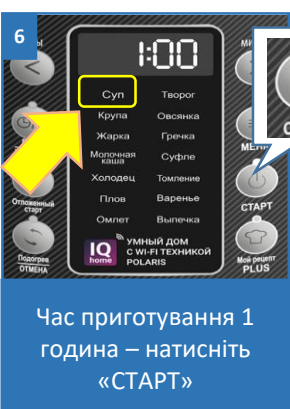 6
1:00
МЕНЮ
Суп
Творог
Крупа
Овсянка
Жарка
Гречка
Молочная
каша
Суфле
Холодец
Томление
Плов
Варенье
Омлет
Выпечка
Отложенный
старт
СТАРТ
Подогрев
ОТМЕНА
Мой рецепт
PLUS
IQ
home
УМНЫЙ ДОМ
С WI-FI ТЕХНИКОЙ
POLARIS
Час приготування 1
година – натисніть
«СТАРТ»